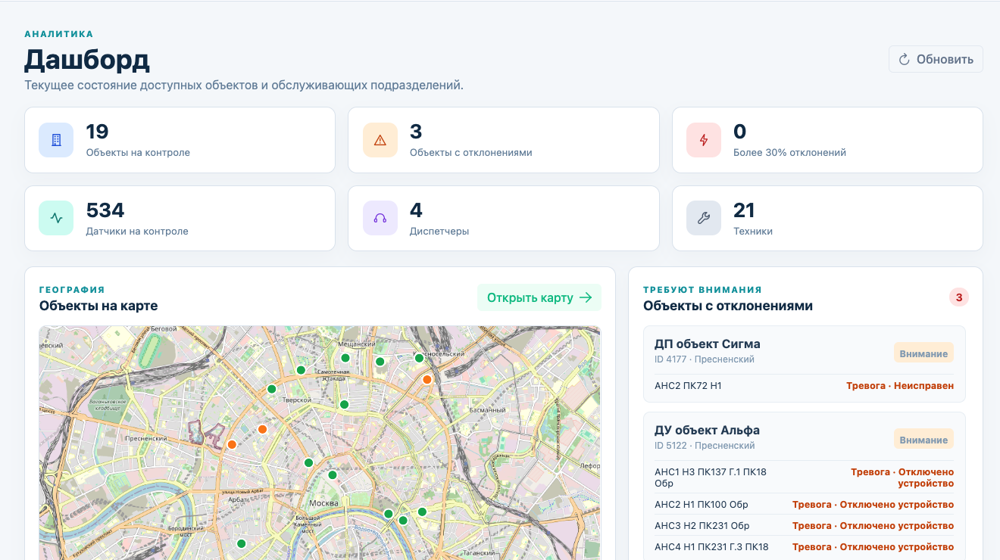 АНАЛИТИКА
Дашборд
Обновить
Текущее состояние доступных объектов и обслуживающих подразделений.
19
Объекты на контроле
3
Объекты с отклонениями
0
Более 30% отклонений
534
Датчики на контроле
4
Диспетчеры
21
Техники
ГЕОГРАФИЯ
Объекты на карте
Открыть карту
Беговой
Мещанский
Самотечная
эстакада
Тверской
Басманный
Ваганьковское
кладбище
Пресненский
улица Новый Арбат
Арбат
Москва
Большой
Каменный
мост
Бородинский
мост
Таганский
ТРЕБУЮТ ВНИМАНИЯ
Объекты с отклонениями
3
ДП объект Сигма
ID 4177 · Пресненский
Внимание
АНС2 ПК72 Н1
Тревога · Неисправен
ДУ объект Альфа
ID 5122 · Пресненский
Внимание
АНС1 Н3 ПК137 Г.1 ПК18
Обр
Тревога · Отключено
устройство
АНС2 Н1 ПК100 Обр
Тревога · Отключено устройство
АНС3 Н2 ПК231 Обр
Тревога · Отключено устройство
АНС4 Н1 ПК231 Г.3 ПК18
Тревога · Отключено устройство